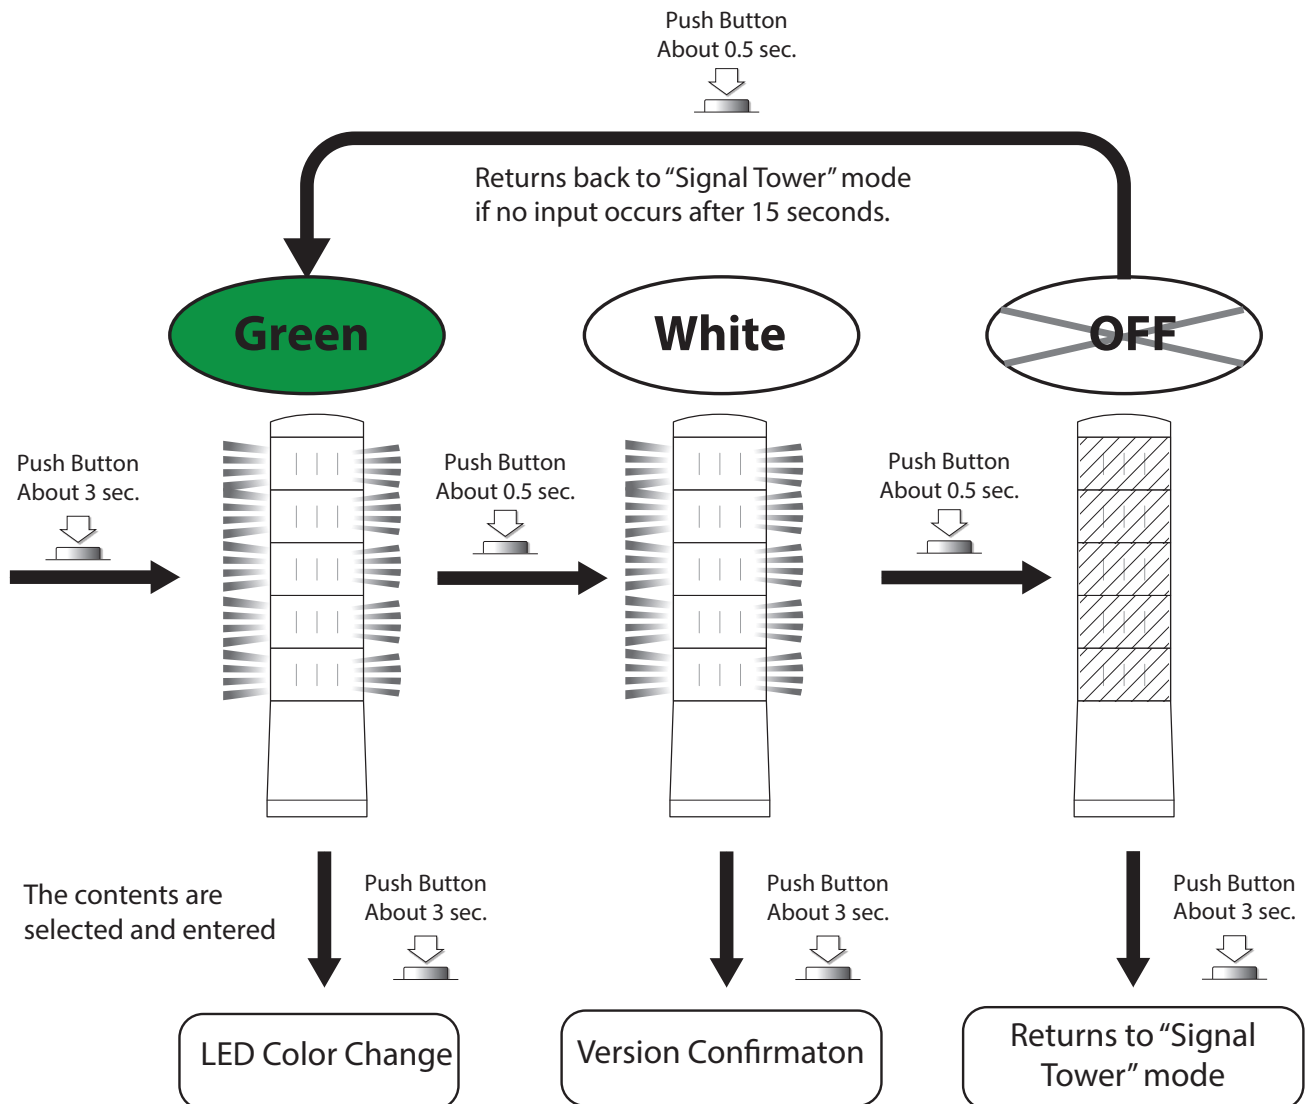 Push Button
About 0.5 sec.
Returns back to “Signal Tower” mode
if no input occurs after 15 seconds.
Green
White
OFF
Push Button
About 3 sec.
Push Button
About 0.5 sec.
Push Button
About 0.5 sec.
The contents are
selected and entered
Push Button
About 3 sec.
Push Button
About 3 sec.
Push Button
About 3 sec.
LED Color Change
Version Confirmaton
Returns to “Signal
Tower” mode